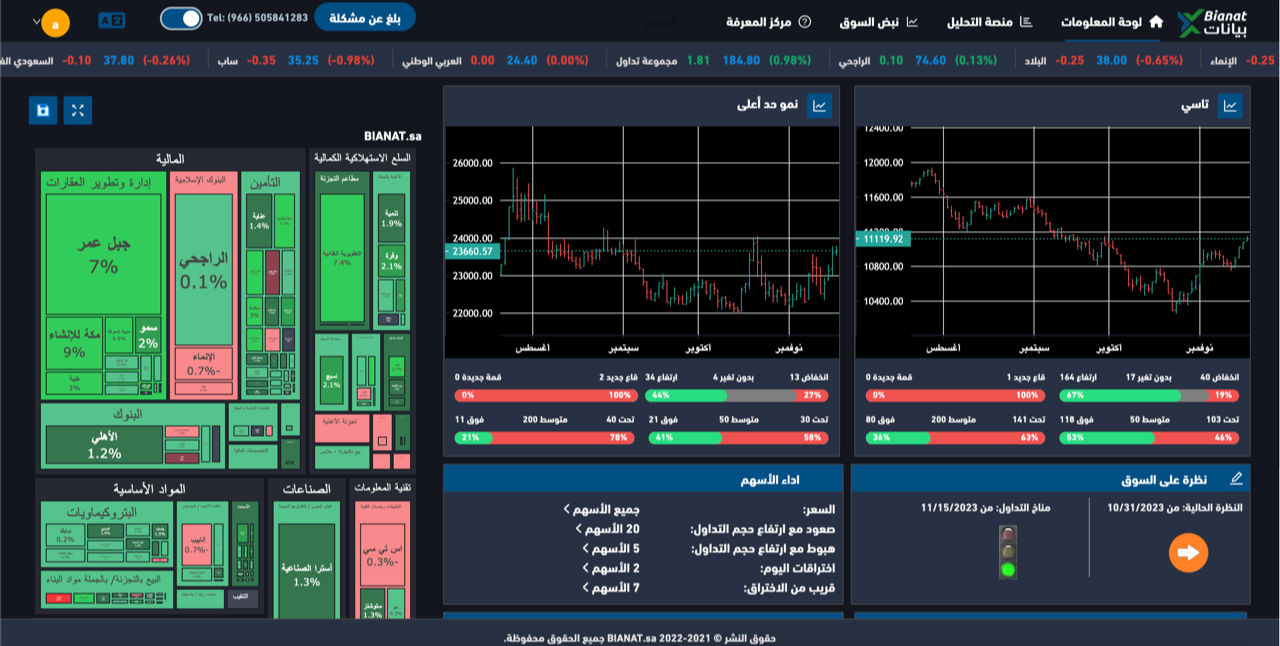 Bianat
بيانات
لوحة المعلومات
منصة التحليل
نبض السوق
مركز المعرفة
بلغ عن مشكلة
Tel: (966) 505841283
a
-0.25 الإنماء
(-0.65%) 38.00 -0.25 البلاد
(0.13%) 74.60 0.10 الراجحي
(0.98%) 184.80 1.81 مجموعة تداول
(0.00%) 24.40 0.00 العربي الوطني
(-0.98%) 35.25 -0.35 ساب
(-0.26%) 37.80 -0.10 السعودي
تاسي
12400.00
12000.00
11600.00
11200.00
11119.92
10800.00
10400.00
اغسطس سبتمبر اكتوبر نوفمبر
انخفاض 40 بدون تغير 17 ارتفاع 164
قاع جديد 1 قمة جديدة 0
19% 67%
100% 0%
تحت 103 متوسط 50 فوق 118
تحت 141 متوسط 200 فوق 80
46% 53%
63% 36%
نمو حد أعلى
26000.00
25000.00
24000.00
23660.57
23000.00
22000.00
اغسطس سبتمبر اكتوبر نوفمبر
انخفاض 13 بدون تغير 4 ارتفاع 34
قاع جديد 2 قمة جديدة 0
27% 44%
100% 0%
تحت 30 متوسط 50 فوق 21
تحت 40 متوسط 200 فوق 11
58% 41%
78% 21%
نظرة على السوق
النظرة الحالية: من 10/31/2023
مناخ التداول: من 11/15/2023
اداء الأسهم
السعر: جميع الأسهم
صعود مع ارتفاع حجم التداول: 20 الأسهم
هبوط مع ارتفاع حجم التداول: 5 الأسهم
اختراقات اليوم: 2 الأسهم
قريب من الاختراق: 7 الأسهم
BIANAT.sa
السلع الاستهلاكية الكمالية
مطاعم التجزئة
التطويرية الغذائية
7.4%
تنمية
1.9%
وفرة
2.1%
نسيج
2.1%
تجزئة الأغذية
المالية
التأمين
عناية
1.4%
البنوك الإسلامية
الراجحي
0.1%
الإنماء
-0.7%
إدارة وتطوير العقارات
جبل عمر
7%
مكة للإنشاء
9%
سمو
2%
طيبة
3%
البنوك
الأهلي
1.2%
تقنية المعلومات
اس تي سي
-0.3%
سلوشنز
1.3%
الصناعات
أسترا الصناعية
1.3%
المواد الأساسية
البتروكيماويات
سابك
0.2%
أنابيب
-0.7%
البيع بالتجزئة/ بالجملة مواد البناء
حقوق النشر © 2021-2022 BIANAT.sa جميع الحقوق محفوظة.